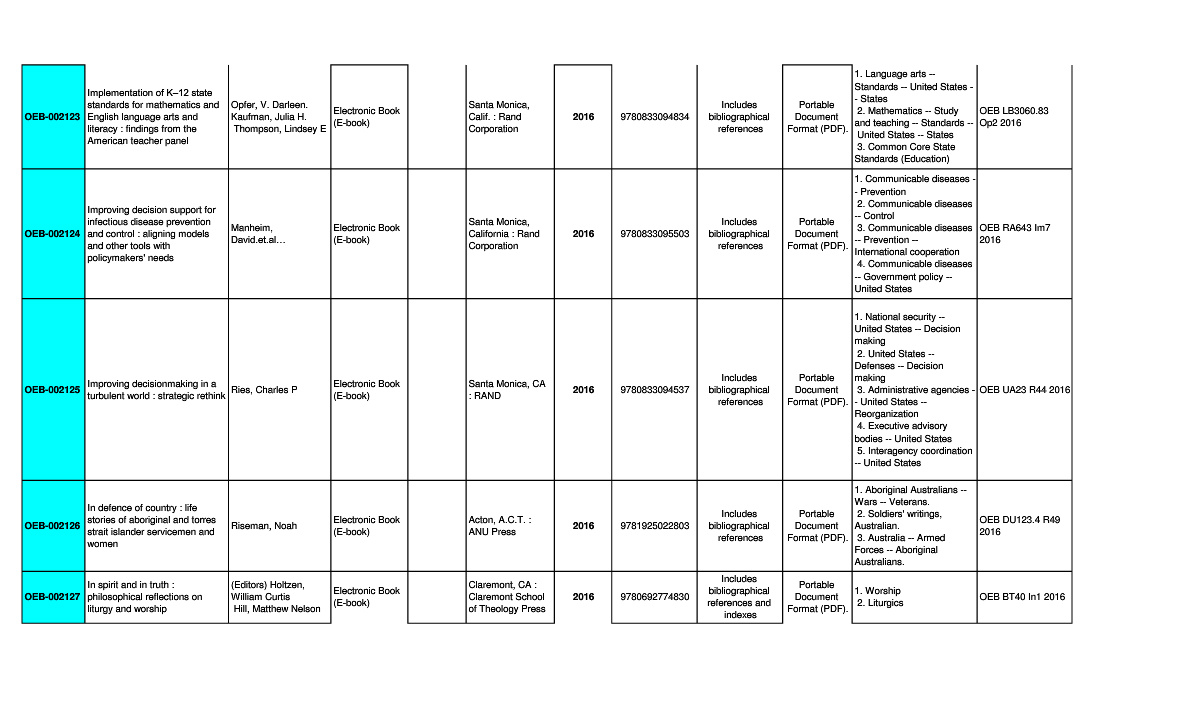 OEB-002123
Implementation of K–12 state
standards for mathematics and
English language arts and
literacy : findings from the
American teacher panel
Opfer, V. Darleen.
Kaufman, Julia H.
Thompson, Lindsey E
Electronic Book
(E-book)
Santa Monica,
Calif. : Rand
Corporation
2016
9780833094834
Includes
bibliographical
references
Portable
Document
Format (PDF).
1. Language arts --
Standards -- United States -
- States
2. Mathematics -- Study
and teaching -- Standards --
United States -- States
3. Common Core State
Standards (Education)
OEB LB3060.83
Op2 2016
OEB-002124
Improving decision support for
infectious disease prevention
and control : aligning models
and other tools with
policymakers' needs
Manheim,
David.et.al…
Electronic Book
(E-book)
Santa Monica,
California : Rand
Corporation
2016
9780833095503
Includes
bibliographical
references
Portable
Document
Format (PDF).
1. Communicable diseases -
- Prevention
2. Communicable diseases
-- Control
3. Communicable diseases
-- Prevention --
International cooperation
4. Communicable diseases
-- Government policy --
United States
OEB RA643 Im7
2016
OEB-002125
Improving decisionmaking in a
turbulent world : strategic rethink
Ries, Charles P
Electronic Book
(E-book)
Santa Monica, CA
: RAND
2016
9780833094537
Includes
bibliographical
references
Portable
Document
Format (PDF).
1. National security --
United States -- Decision
making
2. United States --
Defenses -- Decision
making
3. Administrative agencies -
- United States --
Reorganization
4. Executive advisory
bodies -- United States
5. Interagency coordination
-- United States
OEB UA23 R44 2016
OEB-002126
In defence of country : life
stories of aboriginal and torres
strait islander servicemen and
women
Riseman, Noah
Electronic Book
(E-book)
Acton, A.C.T. :
ANU Press
2016
9781925022803
Includes
bibliographical
references
Portable
Document
Format (PDF).
1. Aboriginal Australians --
Wars -- Veterans.
2. Soldiers' writings,
Australian.
3. Australia -- Armed
Forces -- Aboriginal
Australians.
OEB DU123.4 R49
2016
OEB-002127
In spirit and in truth :
philosophical reflections on
liturgy and worship
(Editors) Holtzen,
William Curtis
Hill, Matthew Nelson
Electronic Book
(E-book)
Claremont, CA :
Claremont School
of Theology Press
2016
9780692774830
Includes
bibliographical
references and
indexes
Portable
Document
Format (PDF).
1. Worship
2. Liturgics
OEB BT40 In1 2016